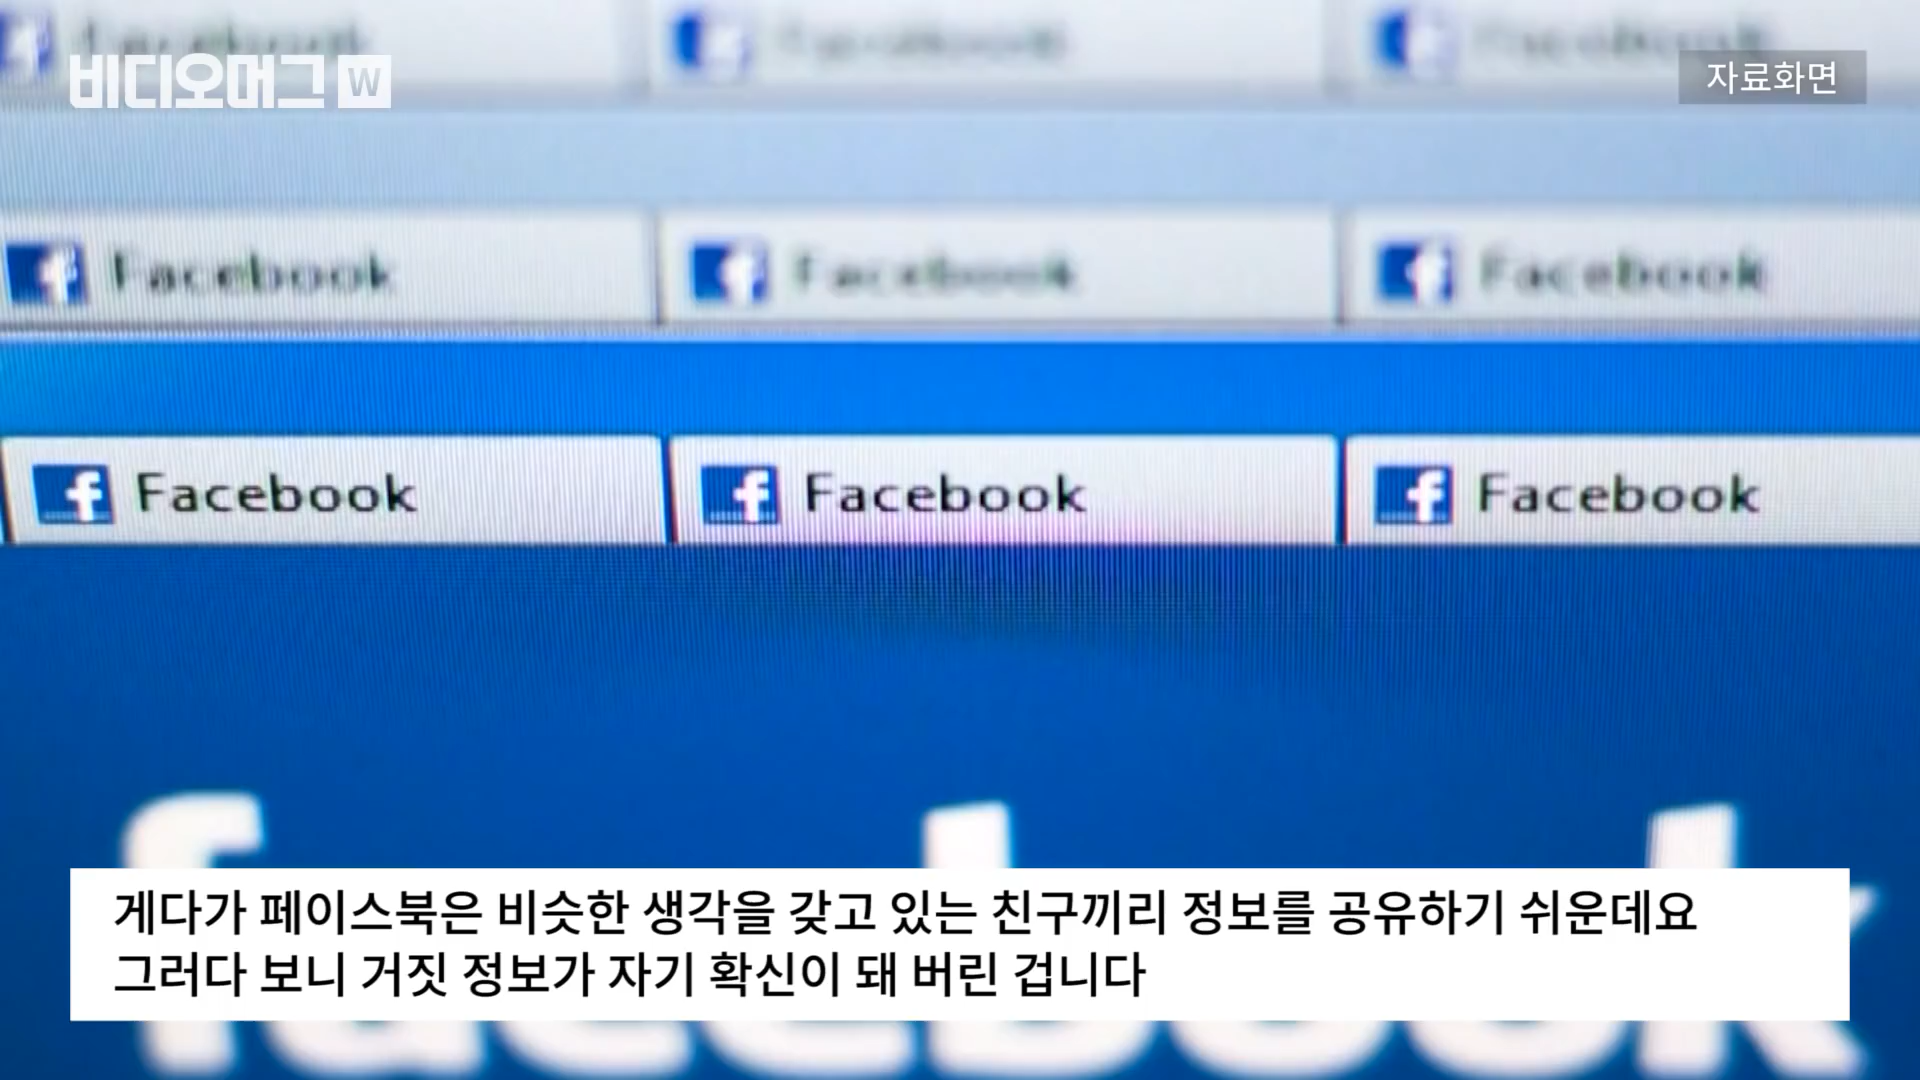 비디오머그 W
자료화면
Facebook Facebook Facebook
Facebook Facebook Facebook
Facebook Facebook Facebook
facebook
게다가 페이스북은 비슷한 생각을 갖고 있는 친구끼리 정보를 공유하기 쉬운데요
그러다 보니 거짓 정보가 자기 확신이 돼 버린 겁니다